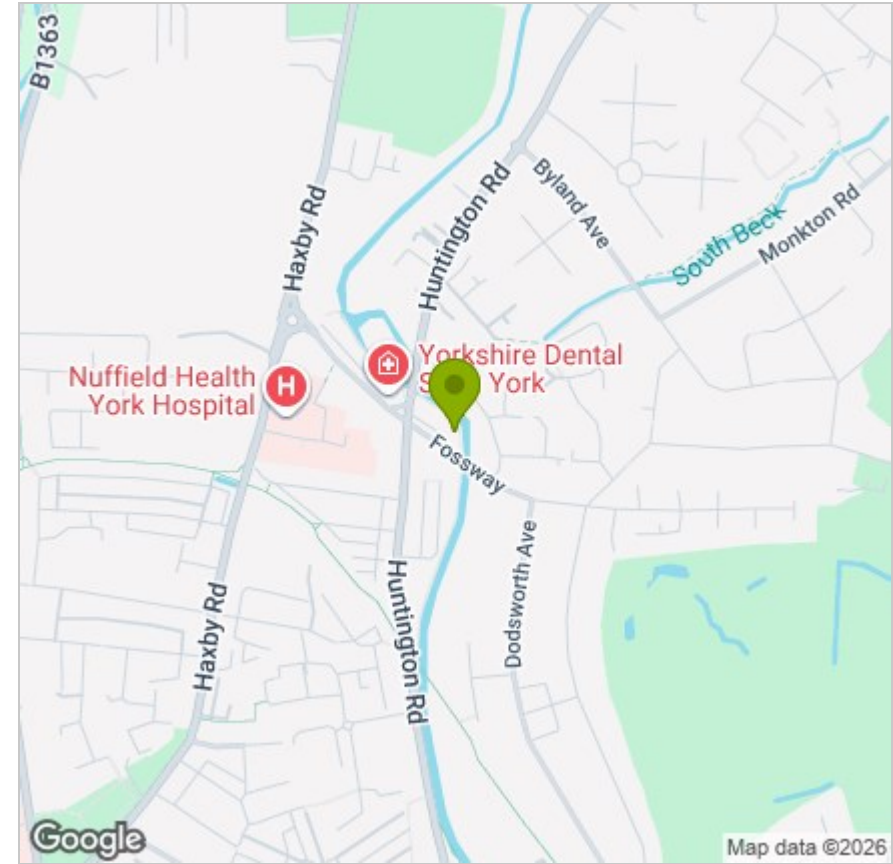 B1363
Haxby Rd
Huntington Rd
Byland Ave
South Beck
Monkton Rd
Nuffield Health
York Hospital
Yorkshire Dental
York
Fossway
Dodsworth Ave
Haxby Rd
Huntington Rd
Google
Map data ©2026